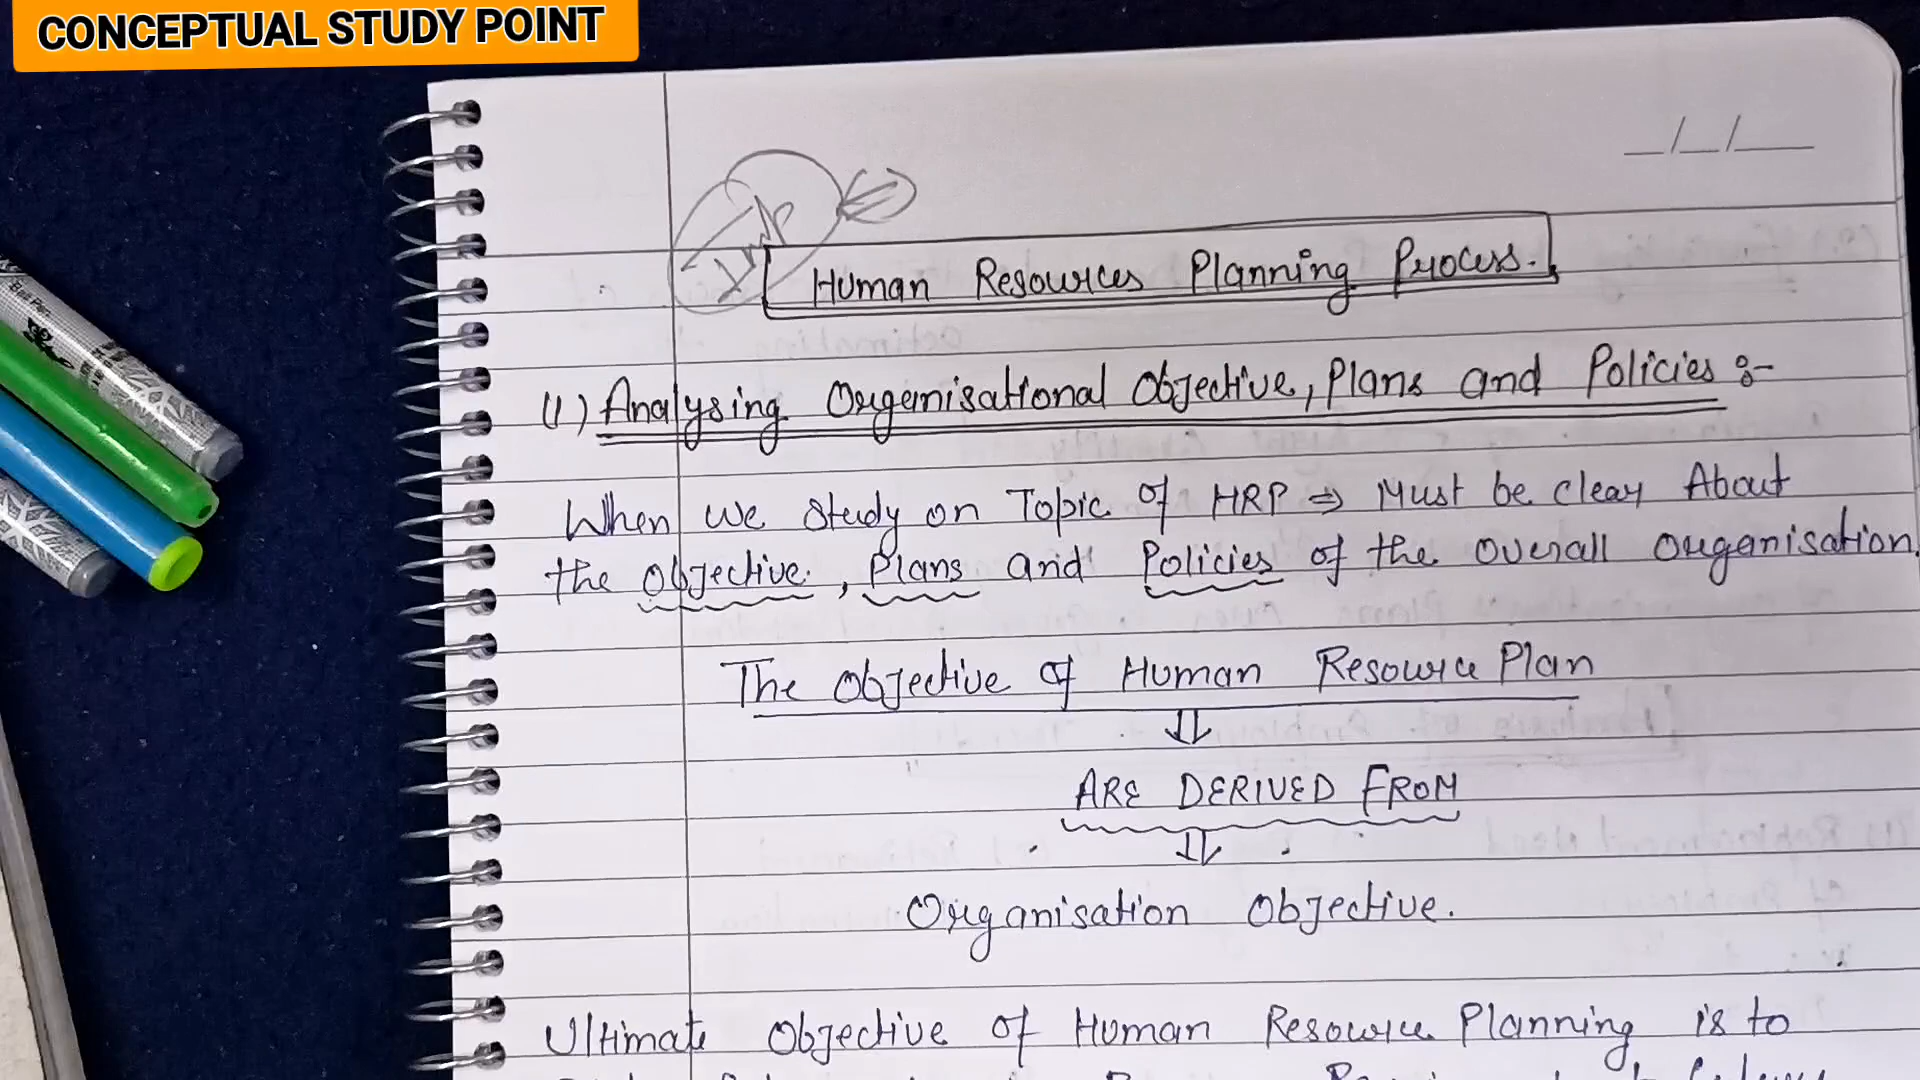 CONCEPTUAL STUDY POINT
_/_/__
Imp
Human Resources Planning Process.
(1) Analysing Organisational Objective, Plans and Policies :-
When we study on Topic of HRP ⇒ Must be clear About
the Objective, Plans and Policies of the overall organisation.
The Objective of Human Resource Plan
⇓
ARE DERIVED FROM
⇓
Organisation Objective.
Ultimate Objective of Human Resource Planning is to